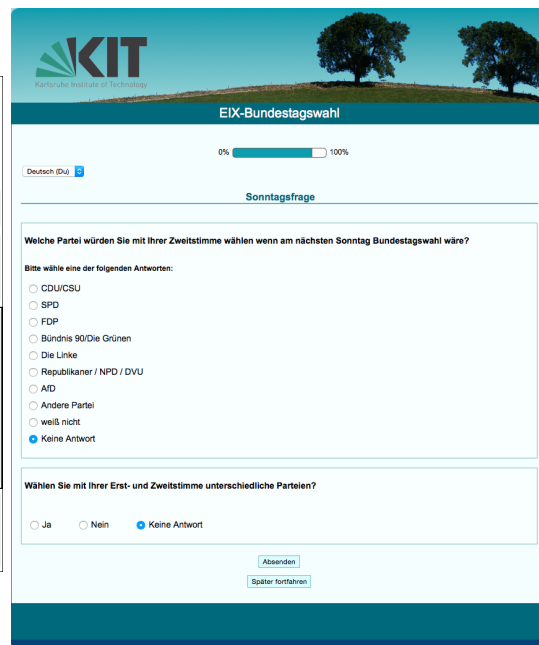 KIT
Karlsruhe Institute of Technology
EIX-Bundestagswahl
0% 100%
Deutsch (Du)
Sonntagsfrage
Welche Partei würden Sie mit Ihrer Zweitstimme wählen wenn am nächsten Sonntag Bundestagswahl wäre?
Bitte wähle eine der folgenden Antworten:
CDU/CSU
SPD
FDP
Bündnis 90/Die Grünen
Die Linke
Republikaner / NPD / DVU
AfD
Andere Partei
weiß nicht
Keine Antwort
Wählen Sie mit Ihrer Erst- und Zweitstimme unterschiedliche Parteien?
Ja Nein Keine Antwort
Absenden
Später fortfahren